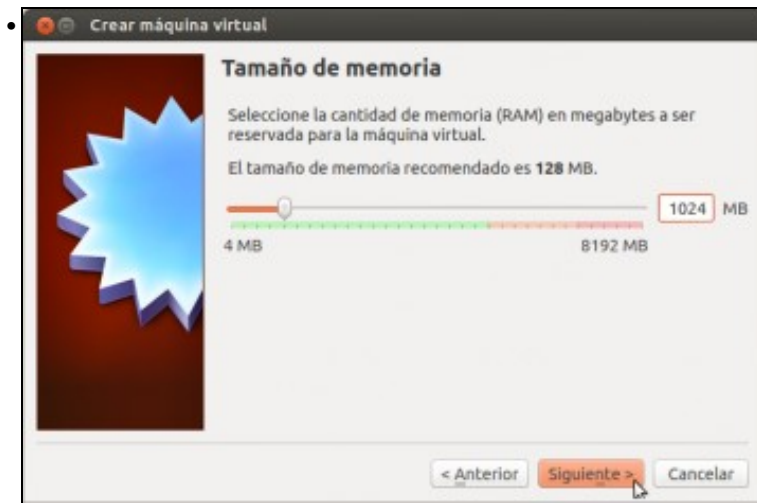 Crear máquina virtual
Tamaño de memoria
Seleccione la cantidad de memoria (RAM) en megabytes a ser
reservada para la máquina virtual.
El tamaño de memoria recomendado es 128 MB.
1024 MB
4 MB 8192 MB
< Anterior Siguiente > Cancelar